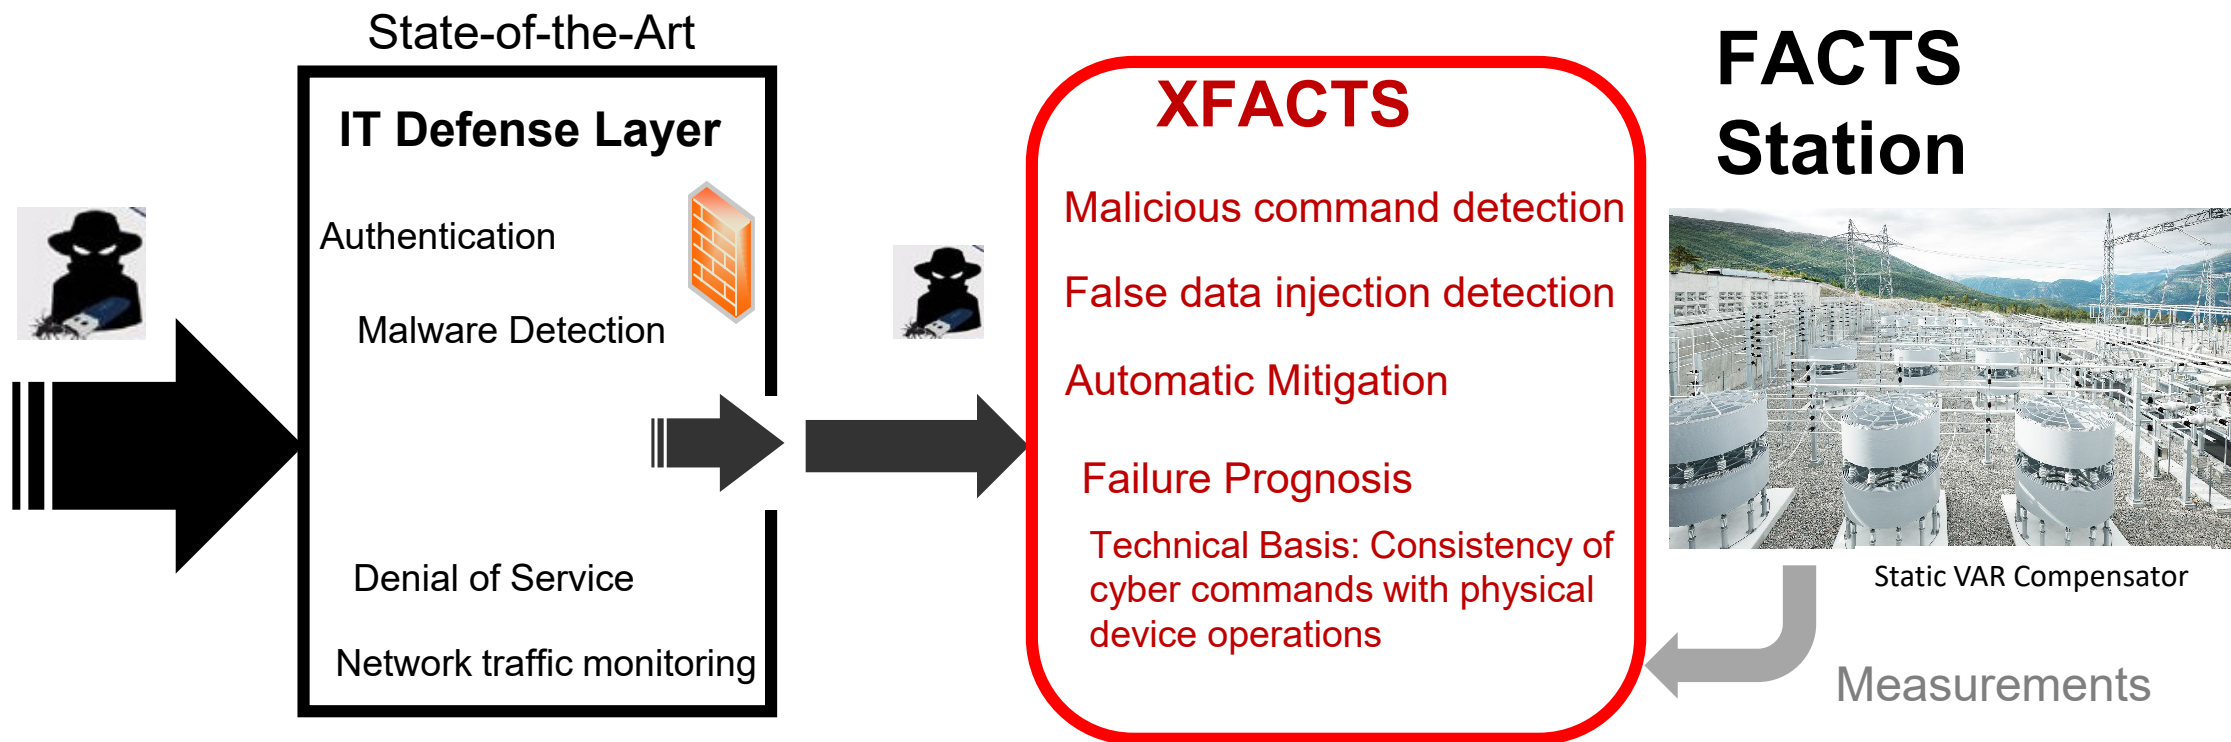 State-of-the-Art
IT Defense Layer
Authentication
Malware Detection
Denial of Service
Network traffic monitoring
XFACTS
Malicious command detection
False data injection detection
Automatic Mitigation
Failure Prognosis
Technical Basis: Consistency of
cyber commands with physical
device operations
FACTS
Station
Static VAR Compensator
Measurements